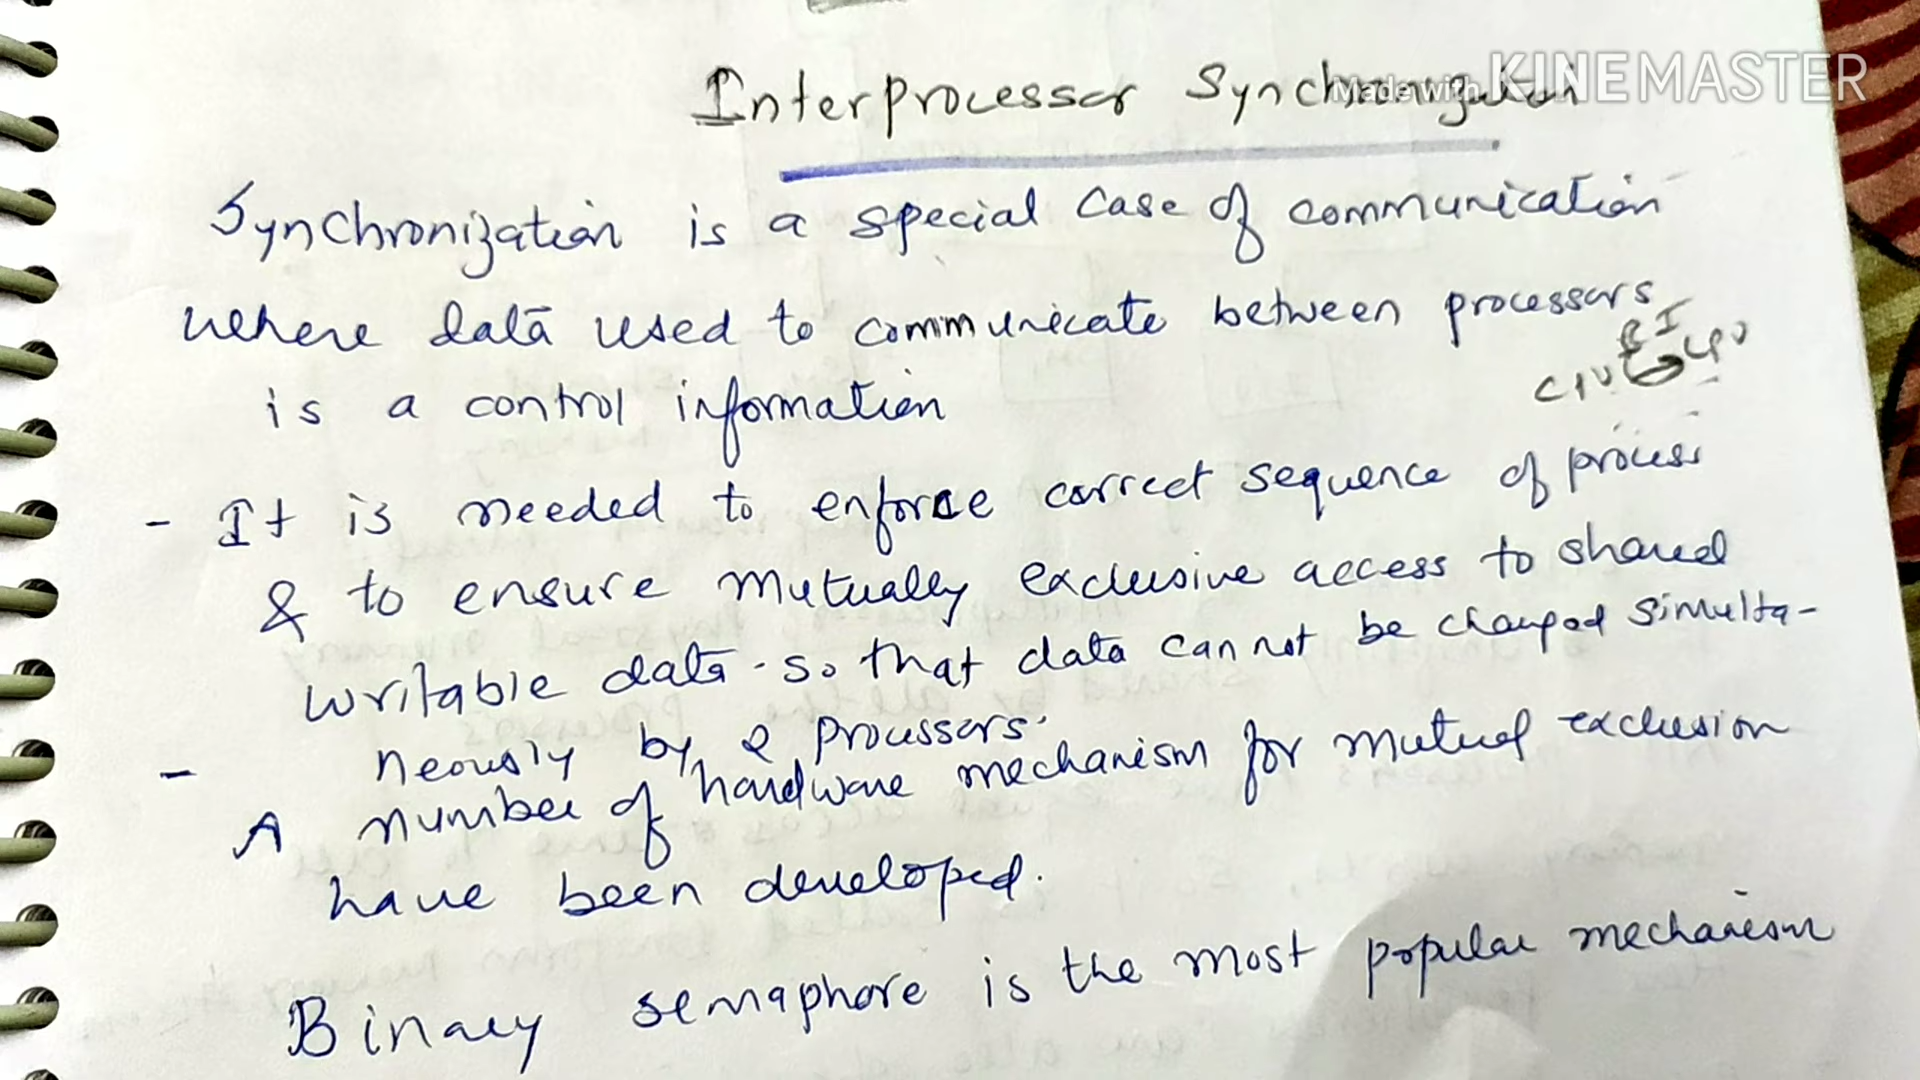 Interprocessor Synchronization
Made with KINEMASTER
Synchronization is a special case of communication
where data used to communicate between processors
CPU CPU
is a control information
- It is needed to enforce correct sequence of process
& to ensure mutually exclusive access to shared
writable data. so that data cannot be changed simulta-
neously by 2 processors.
- A number of hardware mechanism for mutual exclusion
have been developed.
Binary semaphore is the most popular mechanism